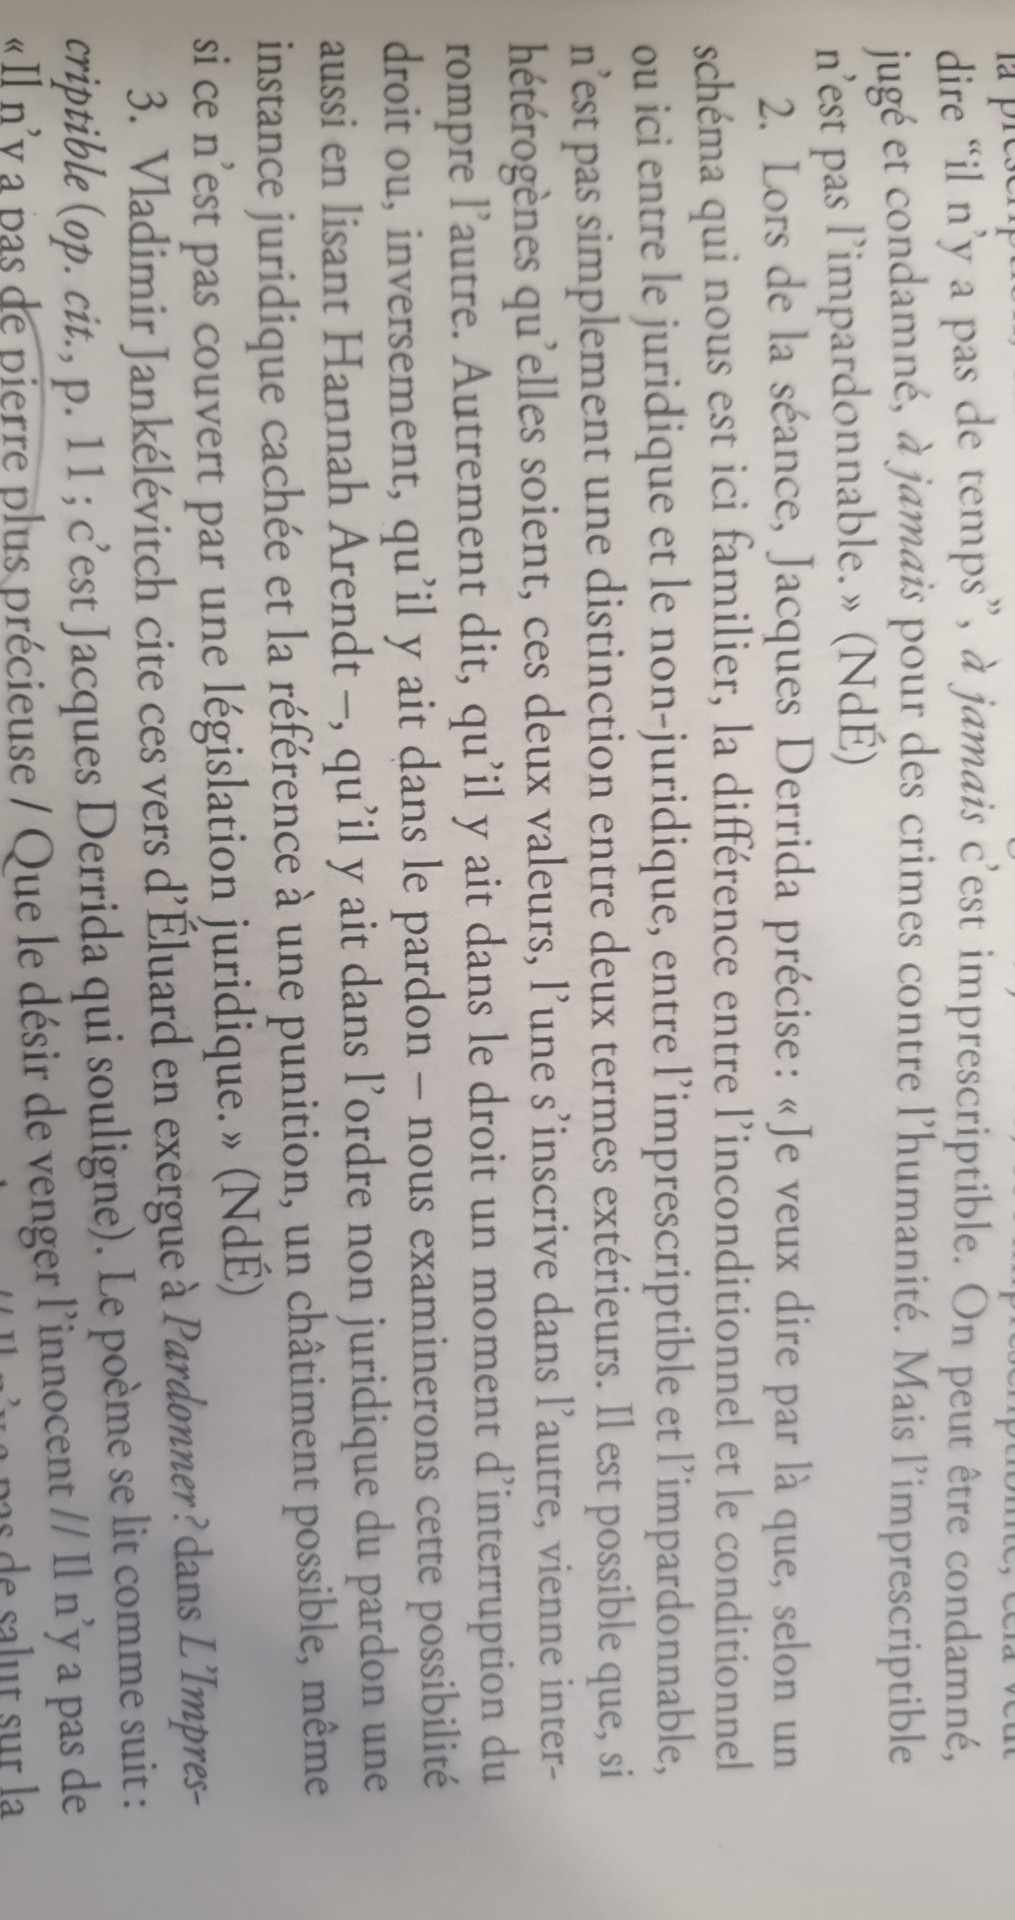 dire “il n’y a pas de temps”, à jamais c’est imprescriptible. On peut être condamné,
jugé et condamné, à jamais pour des crimes contre l’humanité. Mais l’imprescriptible
n’est pas l’impardonnable. » (NdÉ)
2. Lors de la séance, Jacques Derrida précise : « Je veux dire par là que, selon un
schéma qui nous est ici familier, la différence entre l’inconditionnel et le conditionnel
ou ici entre le juridique et le non-juridique, entre l’imprescriptible et l’impardonnable,
n’est pas simplement une distinction entre deux termes extérieurs. Il est possible que, si
hétérogènes qu’elles soient, ces deux valeurs, l’une s’inscrive dans l’autre, vienne inter-
rompre l’autre. Autrement dit, qu’il y ait dans le droit un moment d’interruption du
droit ou, inversement, qu’il y ait dans le pardon – nous examinerons cette possibilité
aussi en lisant Hannah Arendt –, qu’il y ait dans l’ordre non juridique du pardon une
instance juridique cachée et la référence à une punition, un châtiment possible, même
si ce n’est pas couvert par une législation juridique. » (NdÉ)
3. Vladimir Jankélévitch cite ces vers d’Éluard en exergue à Pardonner? dans L’Impres-
criptible (op. cit., p. 11 ; c’est Jacques Derrida qui souligne). Le poème se lit comme suit :
« Il n’y a pas de pierre plus précieuse / Que le désir de venger l’innocent // Il n’y a pas de
pas de salut sur la